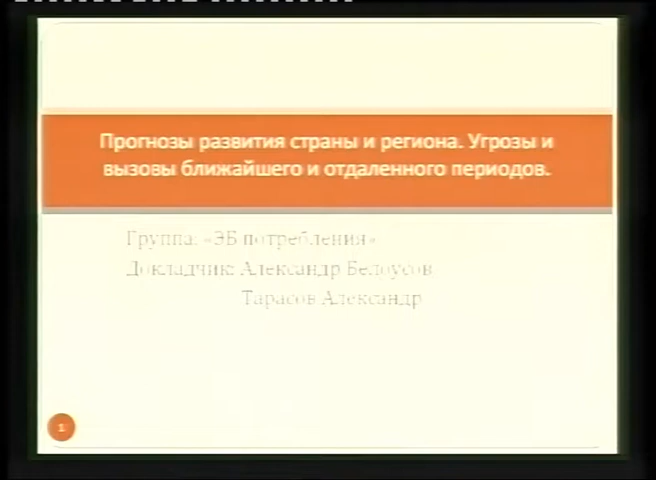 Прогнозы развития страны и региона. Угрозы и
вызовы ближайшего и отдаленного периодов.
Группа: «ЭБ потребления»
Докладчик: Александр Белоусов
Тарасов Александр
1